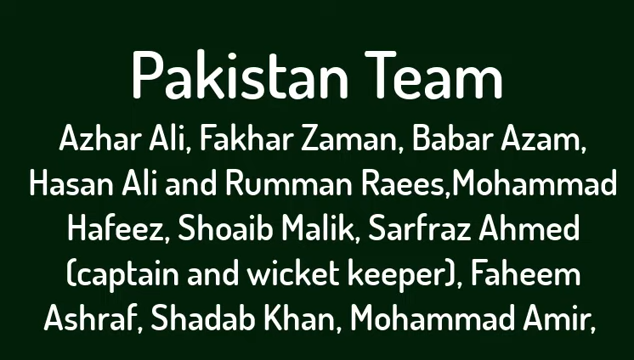 Pakistan Team
Azhar Ali, Fakhar Zaman, Babar Azam,
Hasan Ali and Rumman Raees,Mohammad
Hafeez, Shoaib Malik, Sarfraz Ahmed
(captain and wicket keeper), Faheem
Ashraf, Shadab Khan, Mohammad Amir,